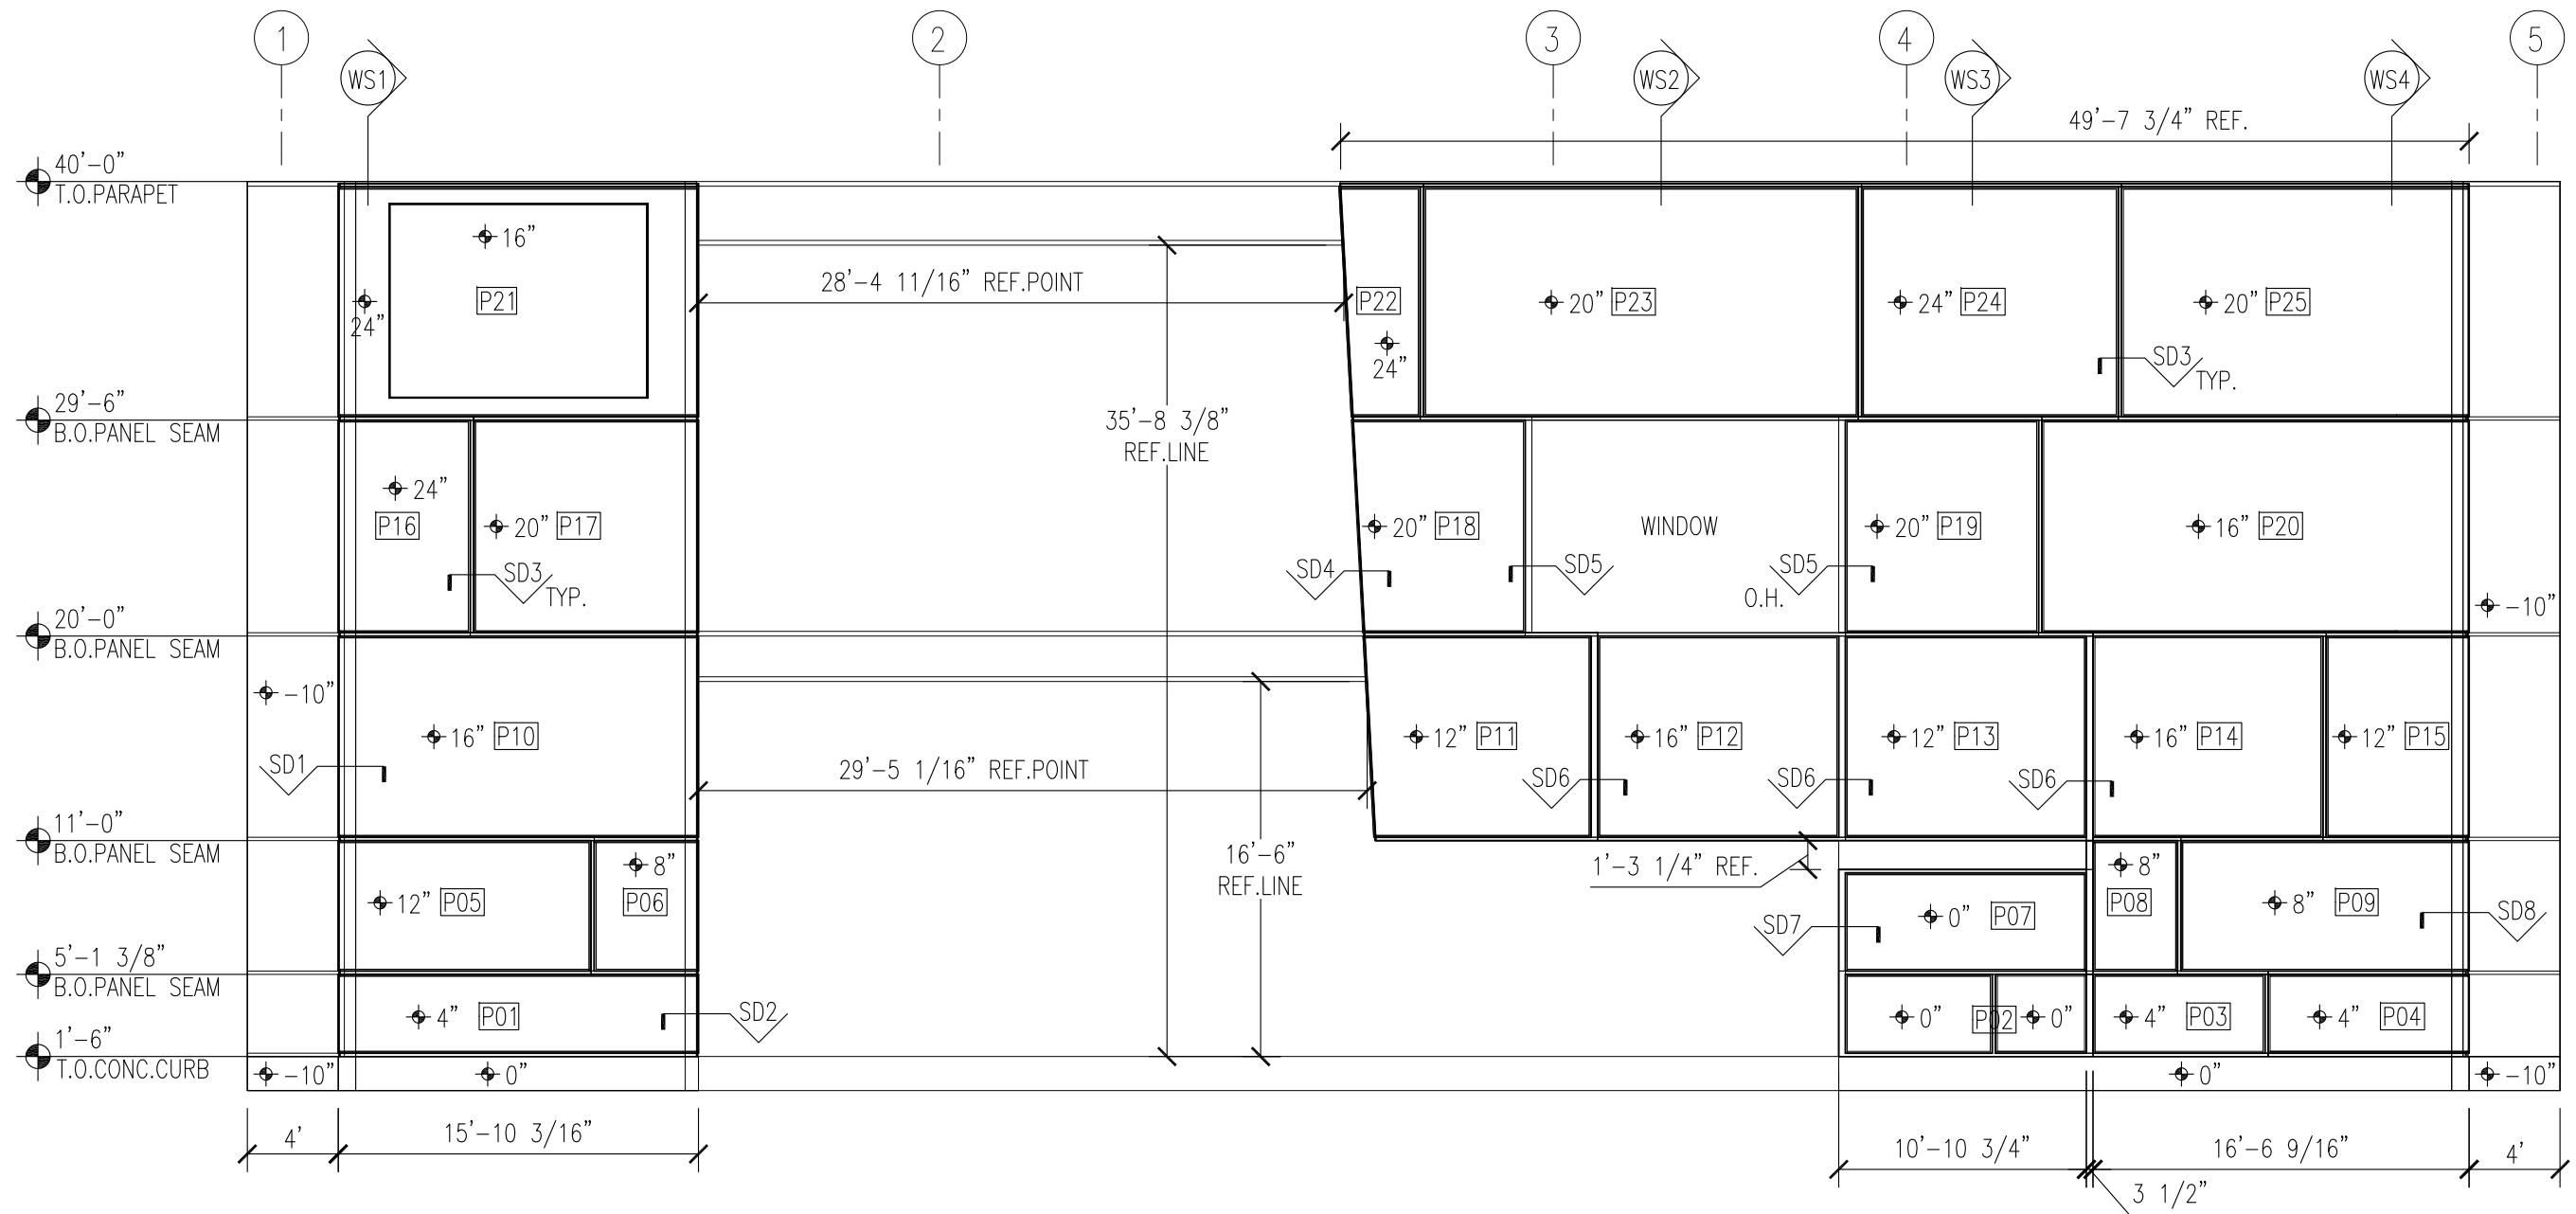 1
2
3
4
5
WS1
WS2
WS3
WS4
49'-7 3/4" REF.
40'-0"
T.O.PARAPET
16"
P21
24"
28'-4 11/16" REF.POINT
P22
24"
20" P23
24" P24
20" P25
SD3
TYP.
29'-6"
B.O.PANEL SEAM
35'-8 3/8"
REF.LINE
24"
P16
20" P17
SD3
TYP.
20" P18
WINDOW
20" P19
16" P20
SD4
SD5
SD5
O.H.
-10"
20'-0"
B.O.PANEL SEAM
-10"
16" P10
SD1
29'-5 1/16" REF.POINT
12" P11
16" P12
12" P13
16" P14
12" P15
SD6
SD6
SD6
11'-0"
B.O.PANEL SEAM
16'-6"
REF.LINE
1'-3 1/4" REF.
12" P05
8"
P06
0" P07
8"
P08
8" P09
SD7
SD8
5'-1 3/8"
B.O.PANEL SEAM
4" P01
SD2
0" P02 0"
4" P03
4" P04
1'-6"
T.O.CONC.CURB
-10"
0"
0"
-10"
4'
15'-10 3/16"
10'-10 3/4"
16'-6 9/16"
4'
3 1/2"